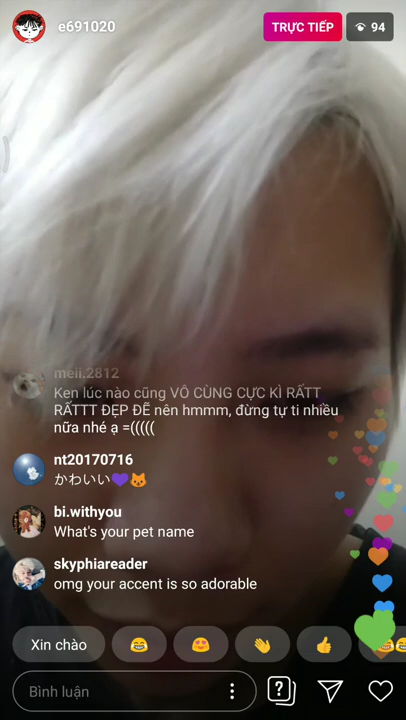 e691020
TRỰC TIẾP
94
meii.2812
Ken lúc nào cũng VÔ CÙNG CỰC KÌ RẤTT
RẤTTT ĐẸP ĐẼ nên hmmm, đừng tự ti nhiều
nữa nhé ạ =(((((
nt20170716
かわいい💜🐱
bi.withyou
What's your pet name
skyphiareader
omg your accent is so adorable
Xin chào 😂 😍 👏 👍 😂
Bình luận